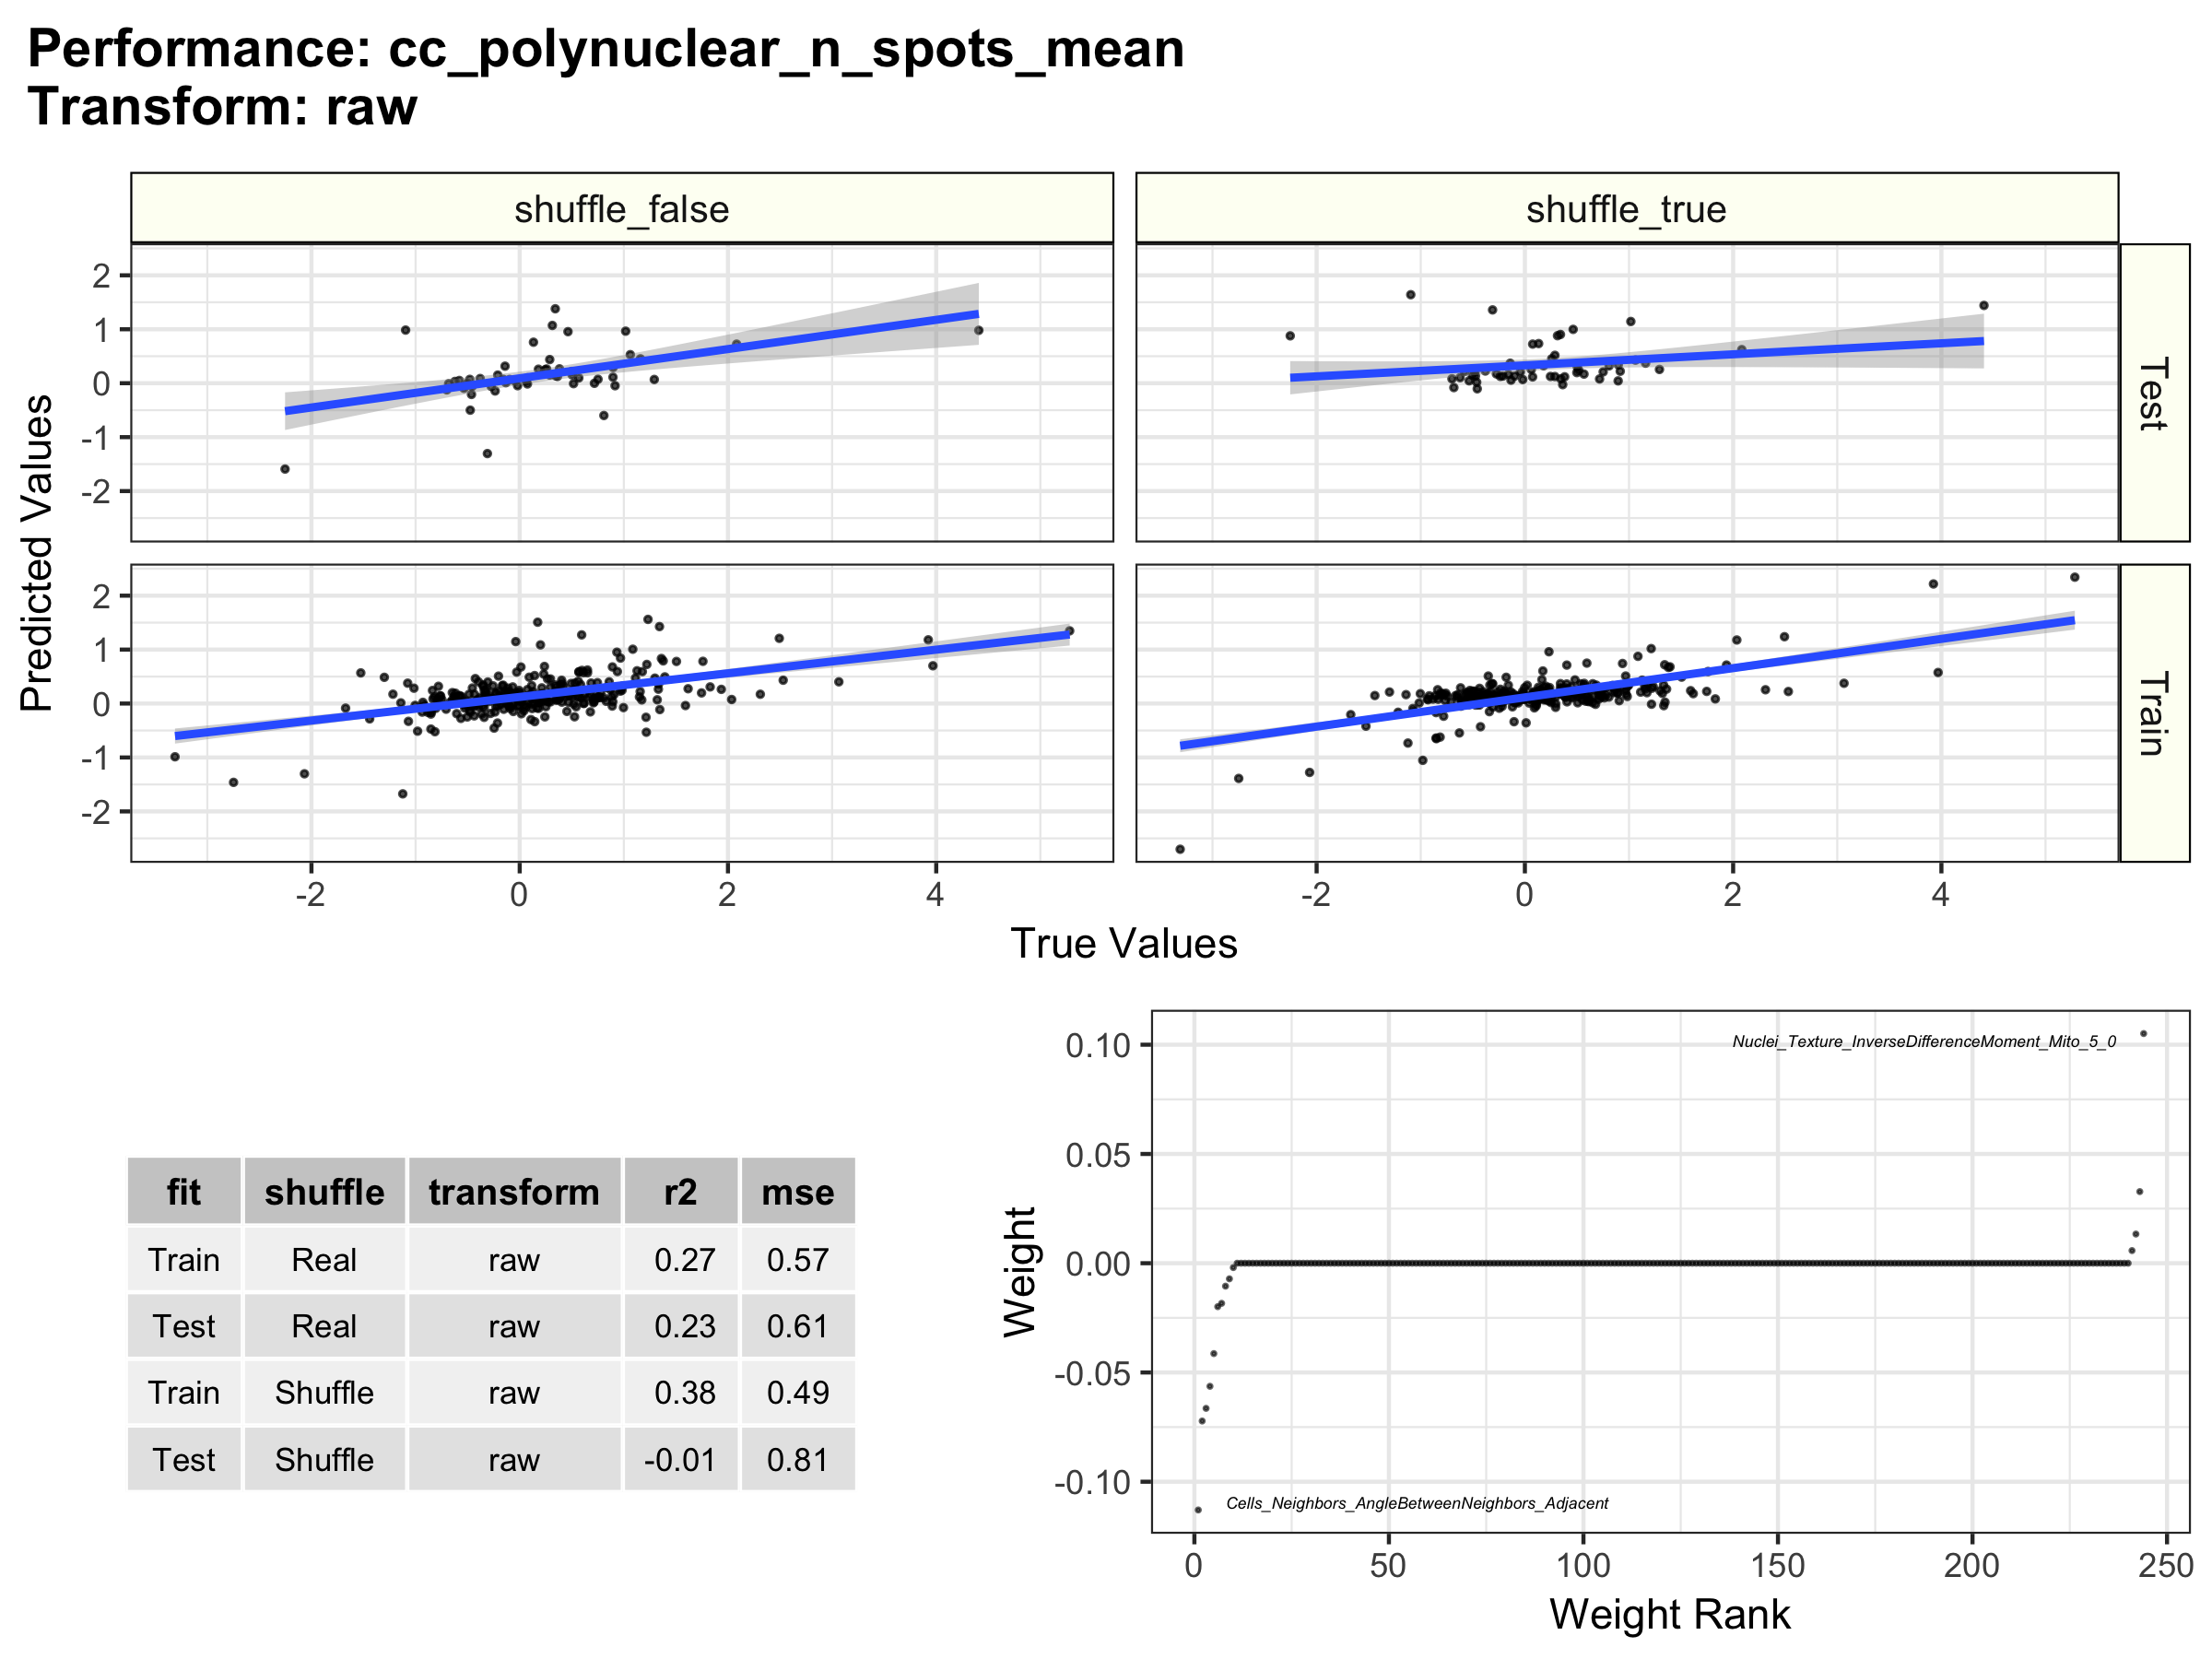 Performance: cc_polynuclear_n_spots_mean
Transform: raw
shuffle_false
shuffle_true
2
1
0
-1
-2
Test
2
1
0
-1
-2
Train
Predicted Values
-2
0
2
4
-2
0
2
4
True Values
fit shuffle transform r2 mse
Train Real raw 0.27 0.57
Test Real raw 0.23 0.61
Train Shuffle raw 0.38 0.49
Test Shuffle raw -0.01 0.81
0.10
0.05
0.00
-0.05
-0.10
Weight
Nuclei_Texture_InverseDifferenceMoment_Mito_5_0
Cells_Neighbors_AngleBetweenNeighbors_Adjacent
0
50
100
150
200
250
Weight Rank